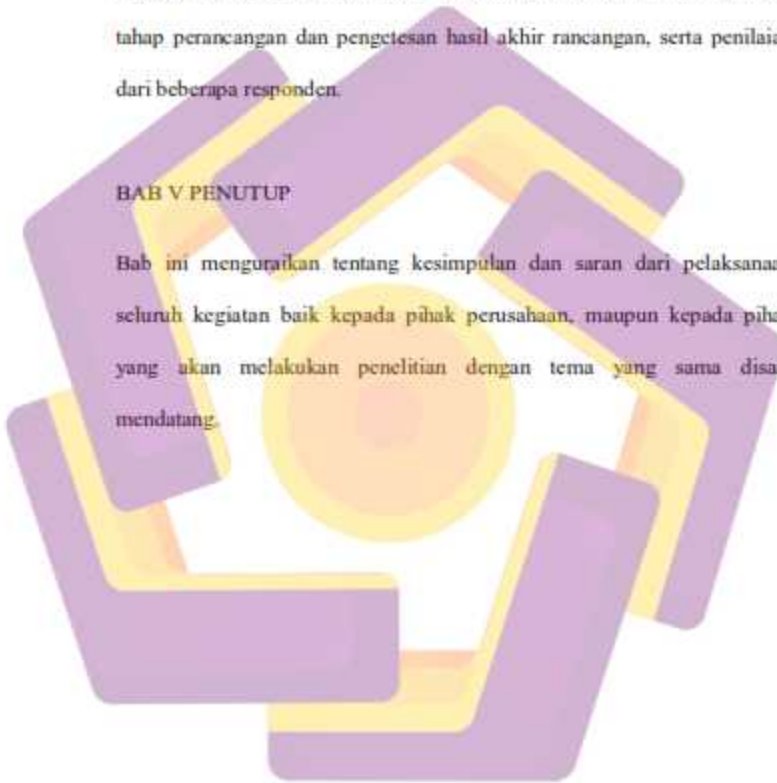 tahap perancangan dan pengetesan hasil akhir rancangan, serta penilaia
dari beberapa responden.
BAB V PENUTUP
Bab ini menguraikan tentang kesimpulan dan saran dari pelaksanaa
seluruh kegiatan baik kepada pihak perusahaan, maupun kepada piha
yang akan melakukan penelitian dengan tema yang sama disa
mendatang.